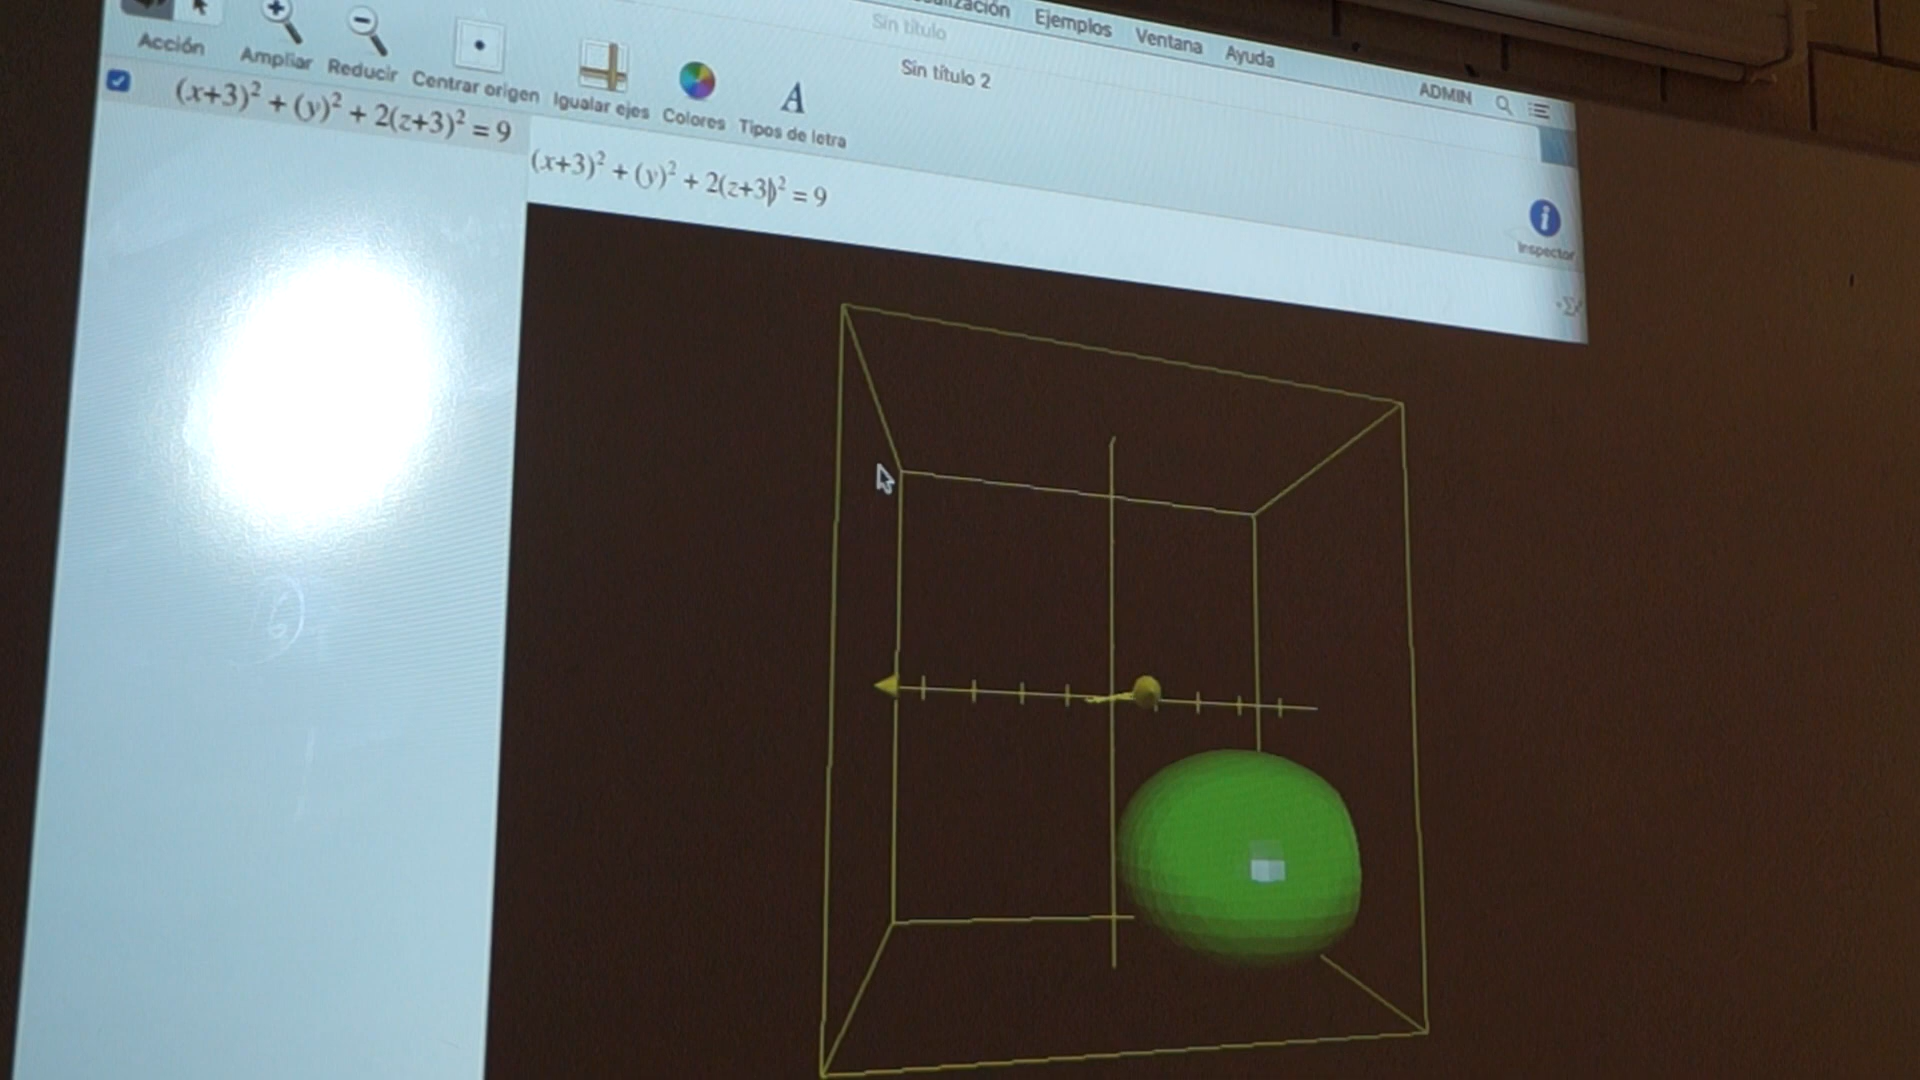 Ejemplos Ventana Ayuda
Sin título
Sin título 2
ADMIN
Acción Ampliar Reducir Centrar origen Igualar ejes Colores Tipos de letra
Inspector
(x+3)² + (y)² + 2(z+3)² = 9
(x+3)² + (y)² + 2(z+3)² = 9